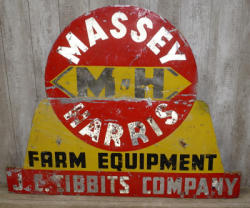 MASSEY
M·H
HARRIS
FARM EQUIPMENT
J.E. TIBBITS COMPANY